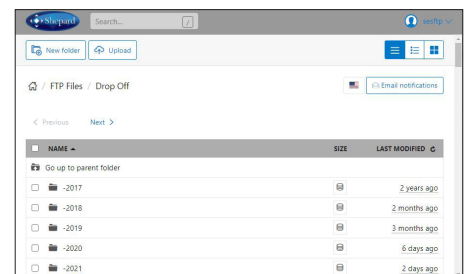 Shepard Search... / sesftp
New folder Upload
/ FTP Files / Drop Off Email notifications
< Previous Next >
NAME SIZE LAST MODIFIED
Go up to parent folder
-2017 2 years ago
-2018 2 months ago
-2019 3 months ago
-2020 6 days ago
-2021 2 days ago